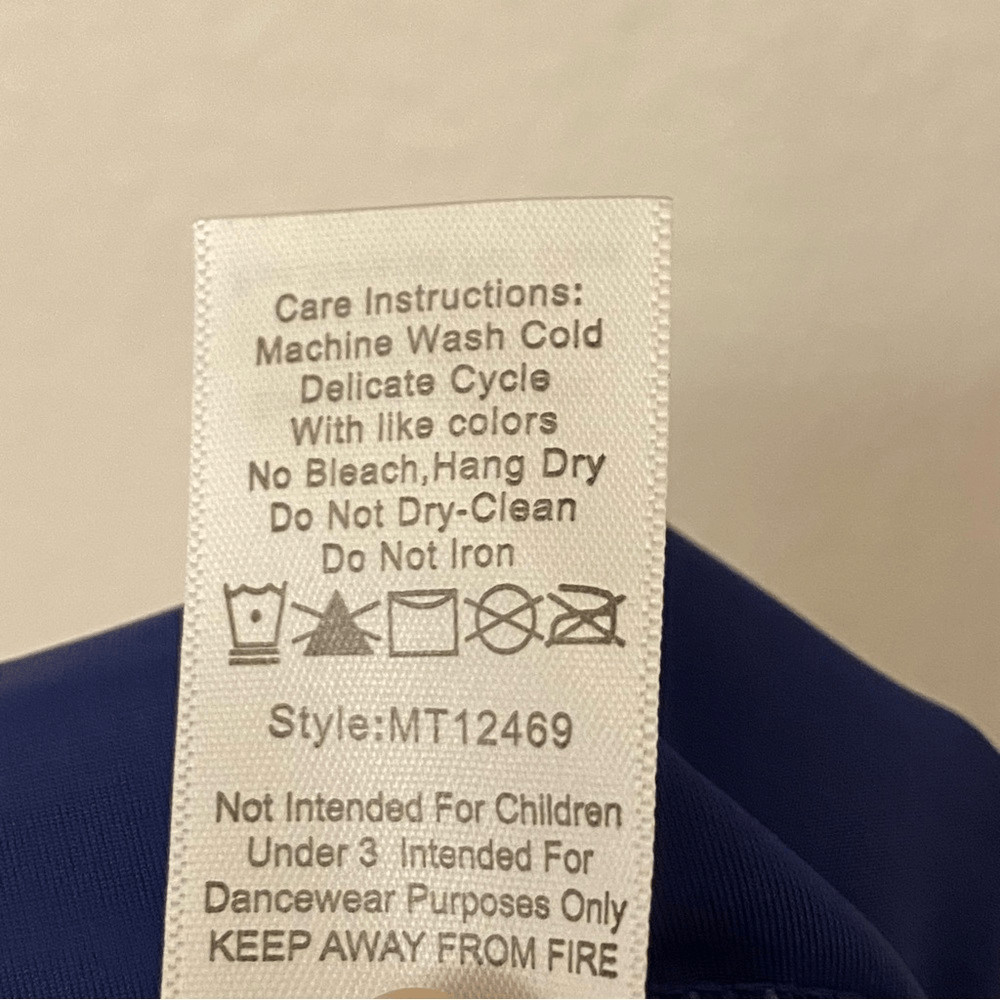 Care Instructions:
Machine Wash Cold
Delicate Cycle
With like colors
No Bleach,Hang Dry
Do Not Dry-Clean
Do Not Iron
Style:MT12469
Not Intended For Children
Under 3 Intended For
Dancewear Purposes Only
KEEP AWAY FROM FIRE